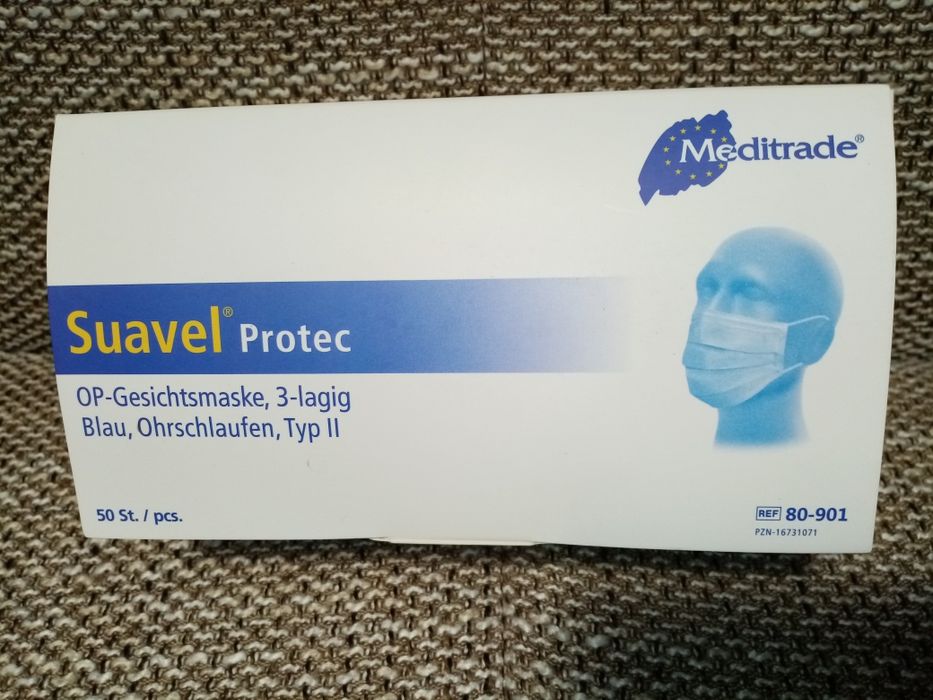 Meditrade®
Suavel® Protec
OP-Gesichtsmaske, 3-lagig
Blau, Ohrschlaufen, Typ II
50 St. / pcs.
REF 80-901
PZN-16731071